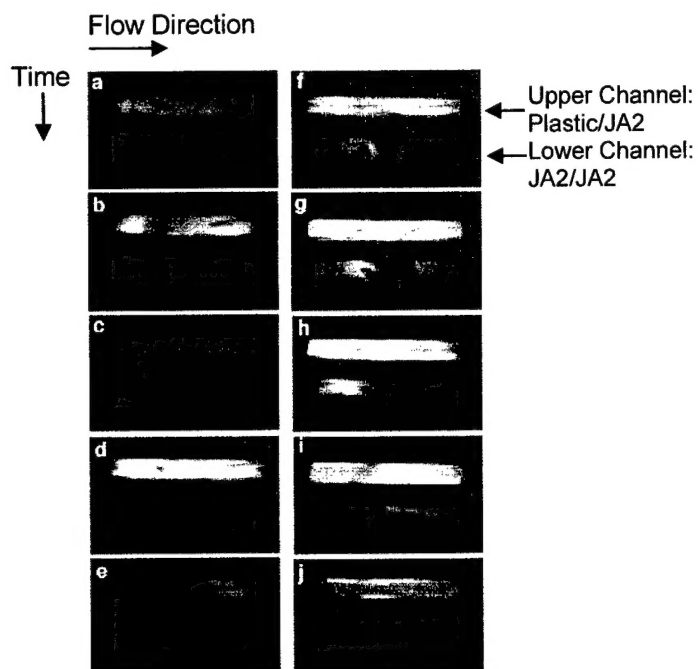 Flow Direction
Time
a
f
Upper Channel:
Plastic/JA2
Lower Channel:
JA2/JA2
b
g
c
h
d
i
e
j